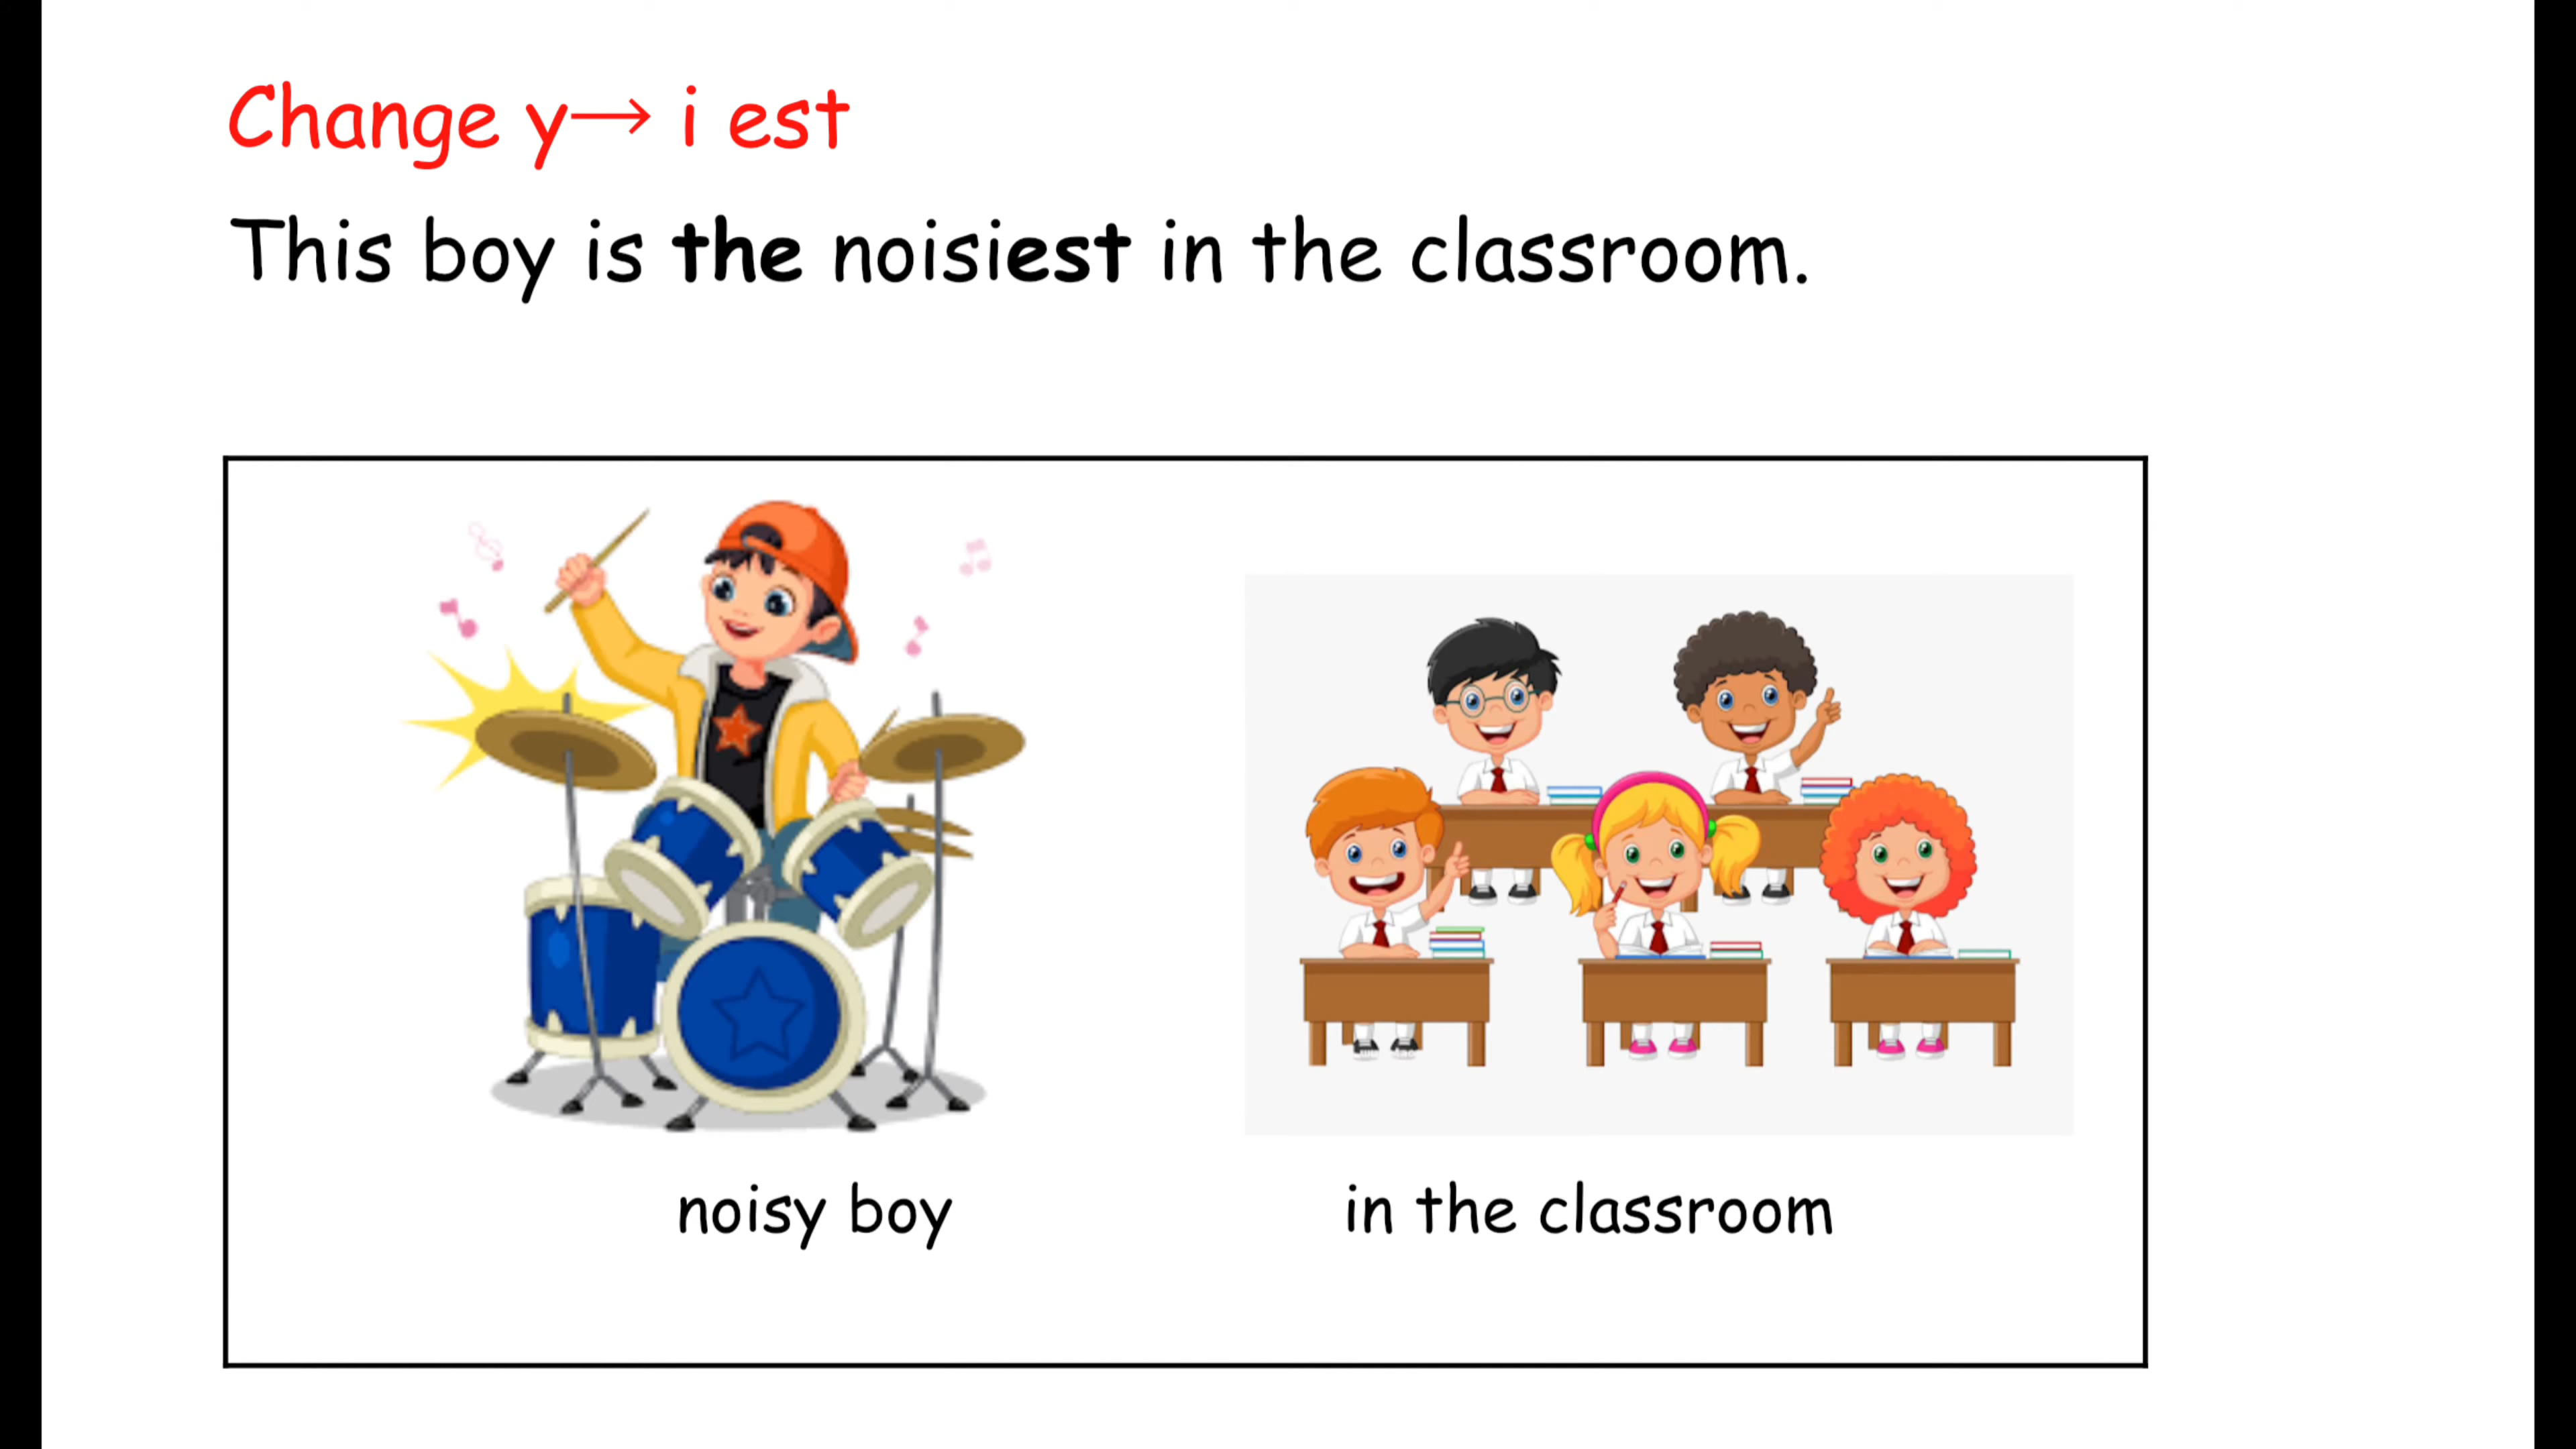 Change y→ i est
This boy is the noisiest in the classroom.
noisy boy
in the classroom